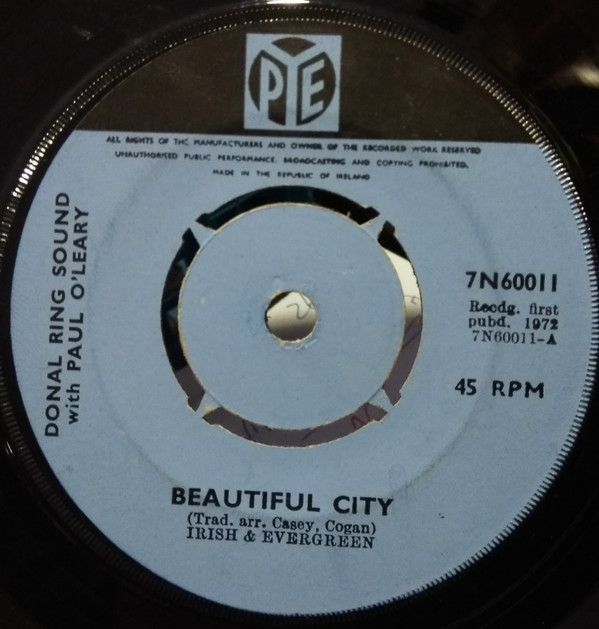 PYE
ALL RIGHTS OF THE MANUFACTURERS AND OWNER OF THE RECORDED WORK RESERVED
UNAUTHORISED PUBLIC PERFORMANCE, BROADCASTING AND COPYING PROHIBITED.
MADE IN THE REPUBLIC OF IRELAND
DONAL RING SOUND
with PAUL O'LEARY
7N60011
Recdg. first
pubd. 1972
7N60011-A
45 RPM
BEAUTIFUL CITY
(Trad. arr. Casey, Cogan)
IRISH & EVERGREEN